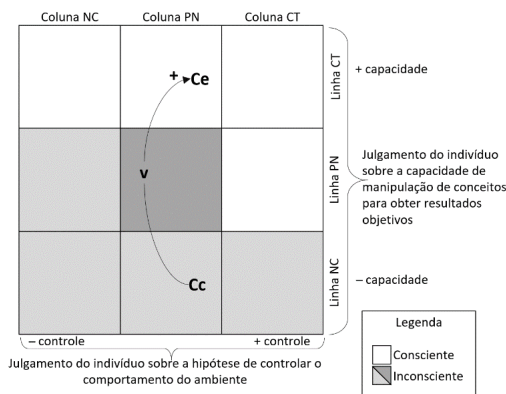 Coluna NC Coluna PN Coluna CT
+ Ce
v
Cc
Linha CT
Linha PN
Linha NC
+ capacidade
Julgamento do indivíduo
sobre a capacidade de
manipulação de conceitos
para obter resultados
objetivos
– capacidade
– controle + controle
Julgamento do indivíduo sobre a hipótese de controlar o
comportamento do ambiente
Legenda
Consciente
Inconsciente